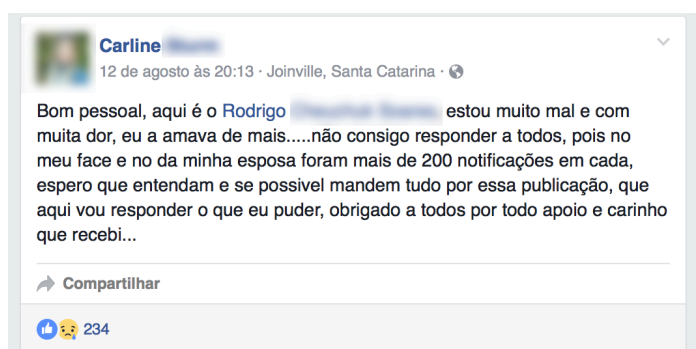 Carline
12 de agosto às 20:13 · Joinville, Santa Catarina ·
Bom pessoal, aqui é o Rodrigo , estou muito mal e com
muita dor, eu a amava de mais.....não consigo responder a todos, pois no
meu face e no da minha esposa foram mais de 200 notificações em cada,
espero que entendam e se possivel mandem tudo por essa publicação, que
aqui vou responder o que eu puder, obrigado a todos por todo apoio e carinho
que recebi...
Compartilhar
234